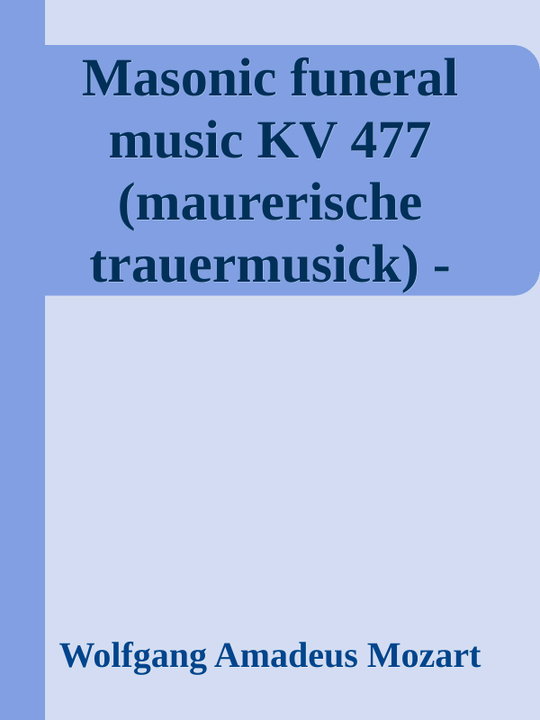 Masonic funeral
music KV 477
(maurerische
trauermusick) -
Wolfgang Amadeus Mozart